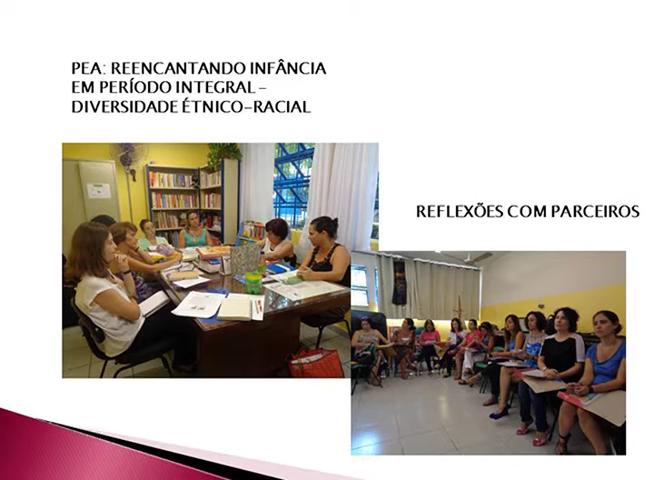 PEA: REENCANTANDO INFÂNCIA
EM PERÍODO INTEGRAL –
DIVERSIDADE ÉTNICO-RACIAL
REFLEXÕES COM PARCEIROS